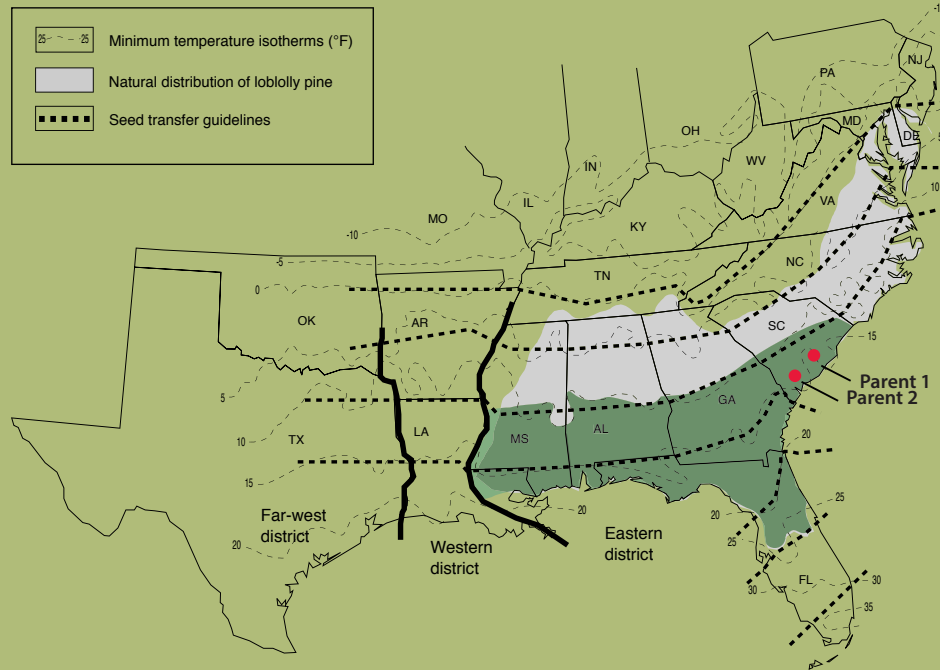 25 25 Minimum temperature isotherms (°F)
Natural distribution of loblolly pine
Seed transfer guidelines
NJ
PA
OH
MD
DE
WV
IN
IL
VA
10
MO
KY
-10
-5
NC
TN
0
OK
AR
SC
15
Parent 1
Parent 2
5
GA
LA
MS
AL
TX
10
20
15
25
20
20
Far-west
district
Western
district
Eastern
district
20
25
FL
30
30
35